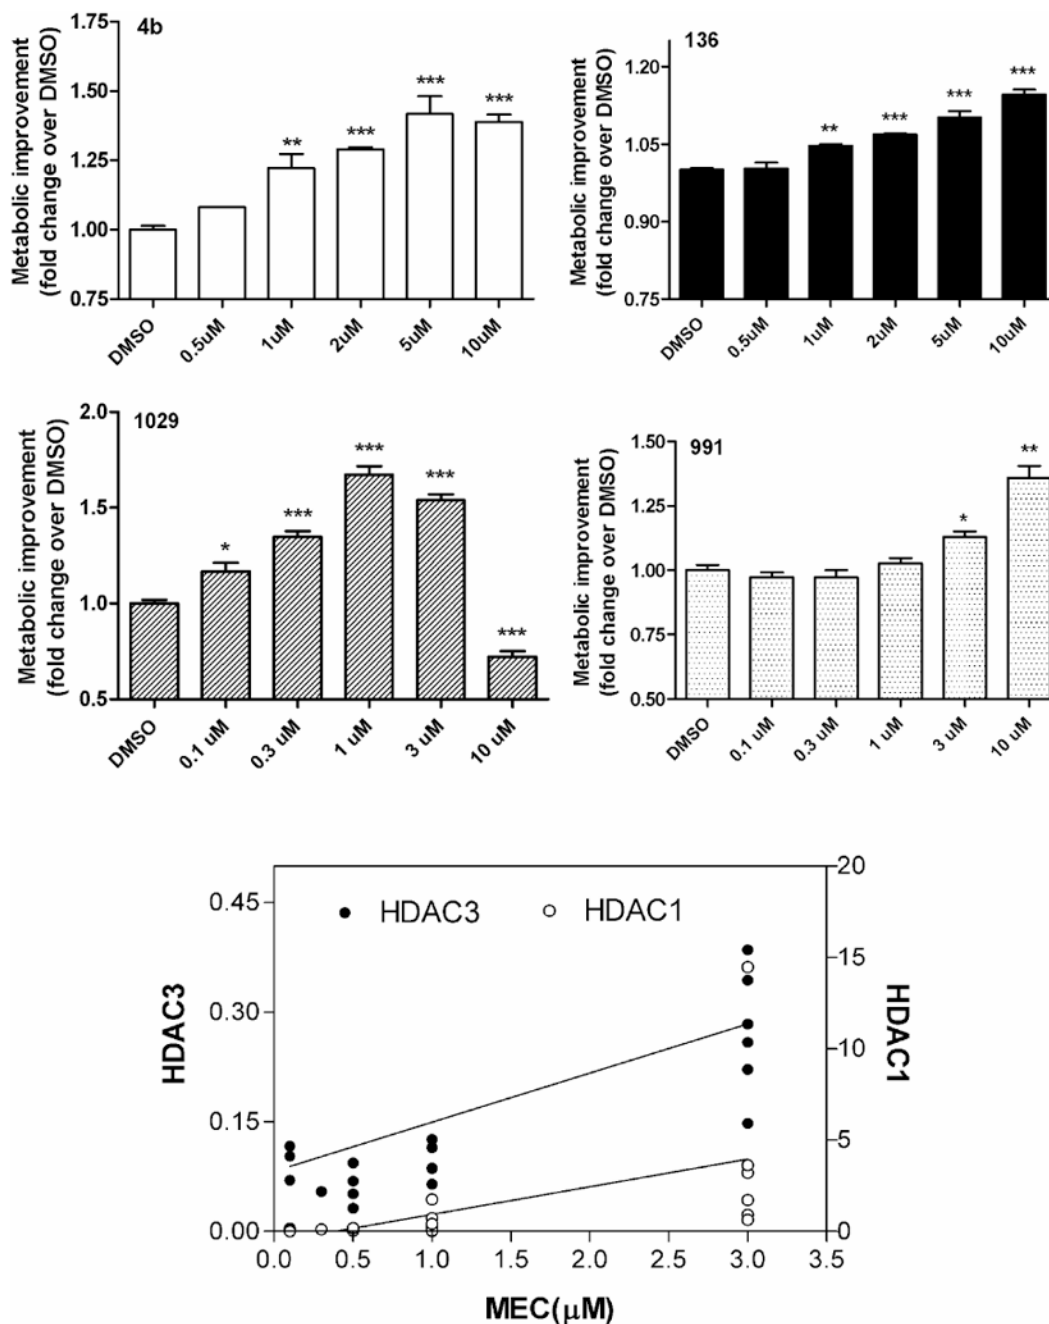 4b
Metabolic improvement
(fold change over DMSO)
1.75
1.50
1.25
1.00
0.75
**
***
***
***
DMSO
0.5uM
1uM
2uM
5uM
10uM
136
Metabolic improvement
(fold change over DMSO)
1.20
1.05
0.90
0.75
**
***
***
***
DMSO
0.5uM
1uM
2uM
5uM
10uM
1029
Metabolic improvement
(fold change over DMSO)
2.0
1.5
1.0
0.5
*
***
***
***
***
DMSO
0.1 uM
0.3 uM
1 uM
3 uM
10 uM
991
Metabolic improvement
(fold change over DMSO)
1.50
1.25
1.00
0.75
0.50
*
**
DMSO
0.1 uM
0.3 uM
1 uM
3 uM
10 uM
HDAC3
HDAC1
HDAC3
0.45
0.30
0.15
0.00
20
15
10
5
0
HDAC1
0.0 0.5 1.0 1.5 2.0 2.5 3.0 3.5
MEC(μM)